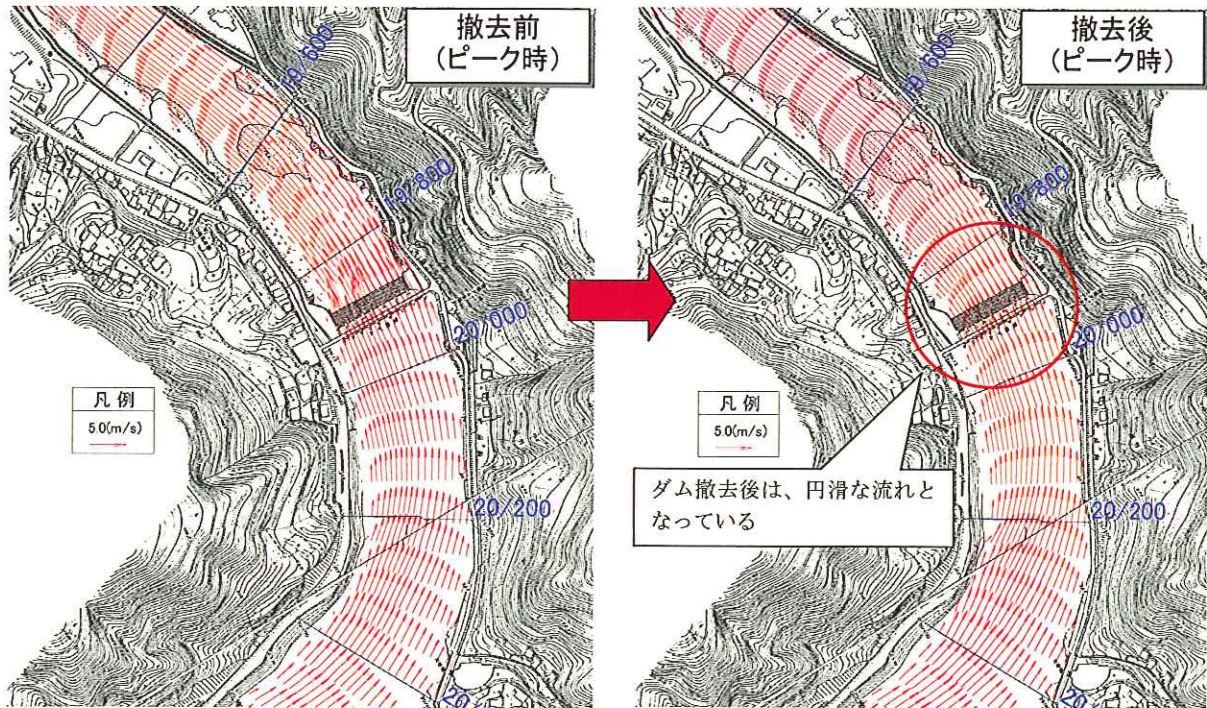 撤去前
(ピーク時)
19/600
19/800
20/000
20/200
凡例
5.0(m/s)
撤去後
(ピーク時)
19/600
19/800
20/000
20/200
凡例
5.0(m/s)
ダム撤去後は、円滑な流れと
なっている